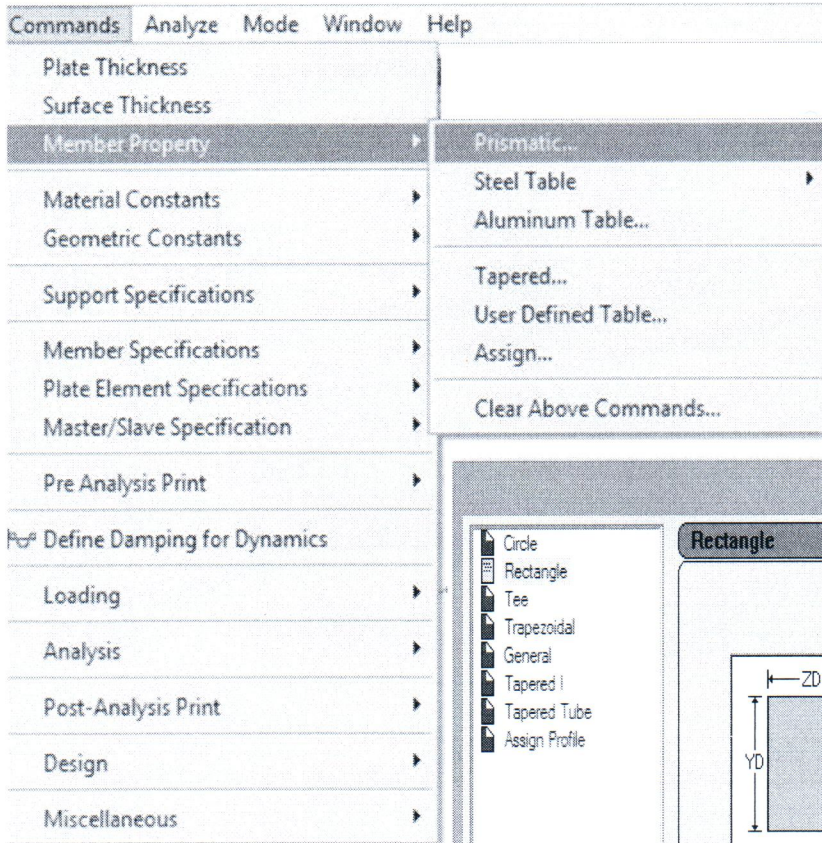 Commands Analyze Mode Window Help
Plate Thickness
Surface Thickness
Member Property
Material Constants
Geometric Constants
Support Specifications
Member Specifications
Plate Element Specifications
Master/Slave Specification
Pre Analysis Print
Define Damping for Dynamics
Loading
Analysis
Post-Analysis Print
Design
Miscellaneous
Prismatic...
Steel Table
Aluminum Table...
Tapered...
User Defined Table...
Assign...
Clear Above Commands...
Circle
Rectangle
Tee
Trapezoidal
General
Tapered I
Tapered Tube
Assign Profile
Rectangle
ZD
YD